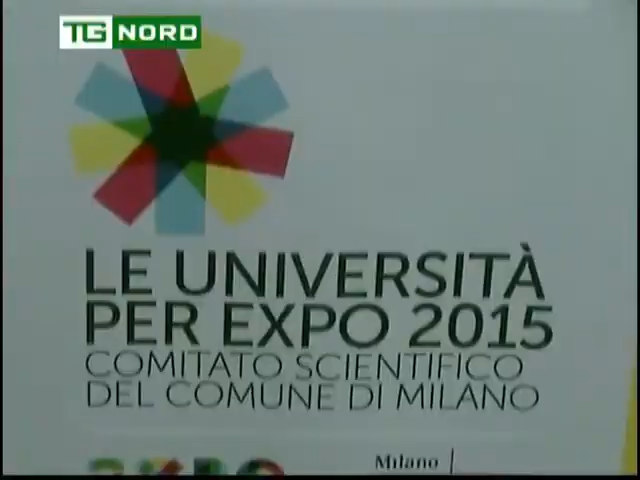 TG NORD
LE UNIVERSITÀ
PER EXPO 2015
COMITATO SCIENTIFICO
DEL COMUNE DI MILANO
Milano